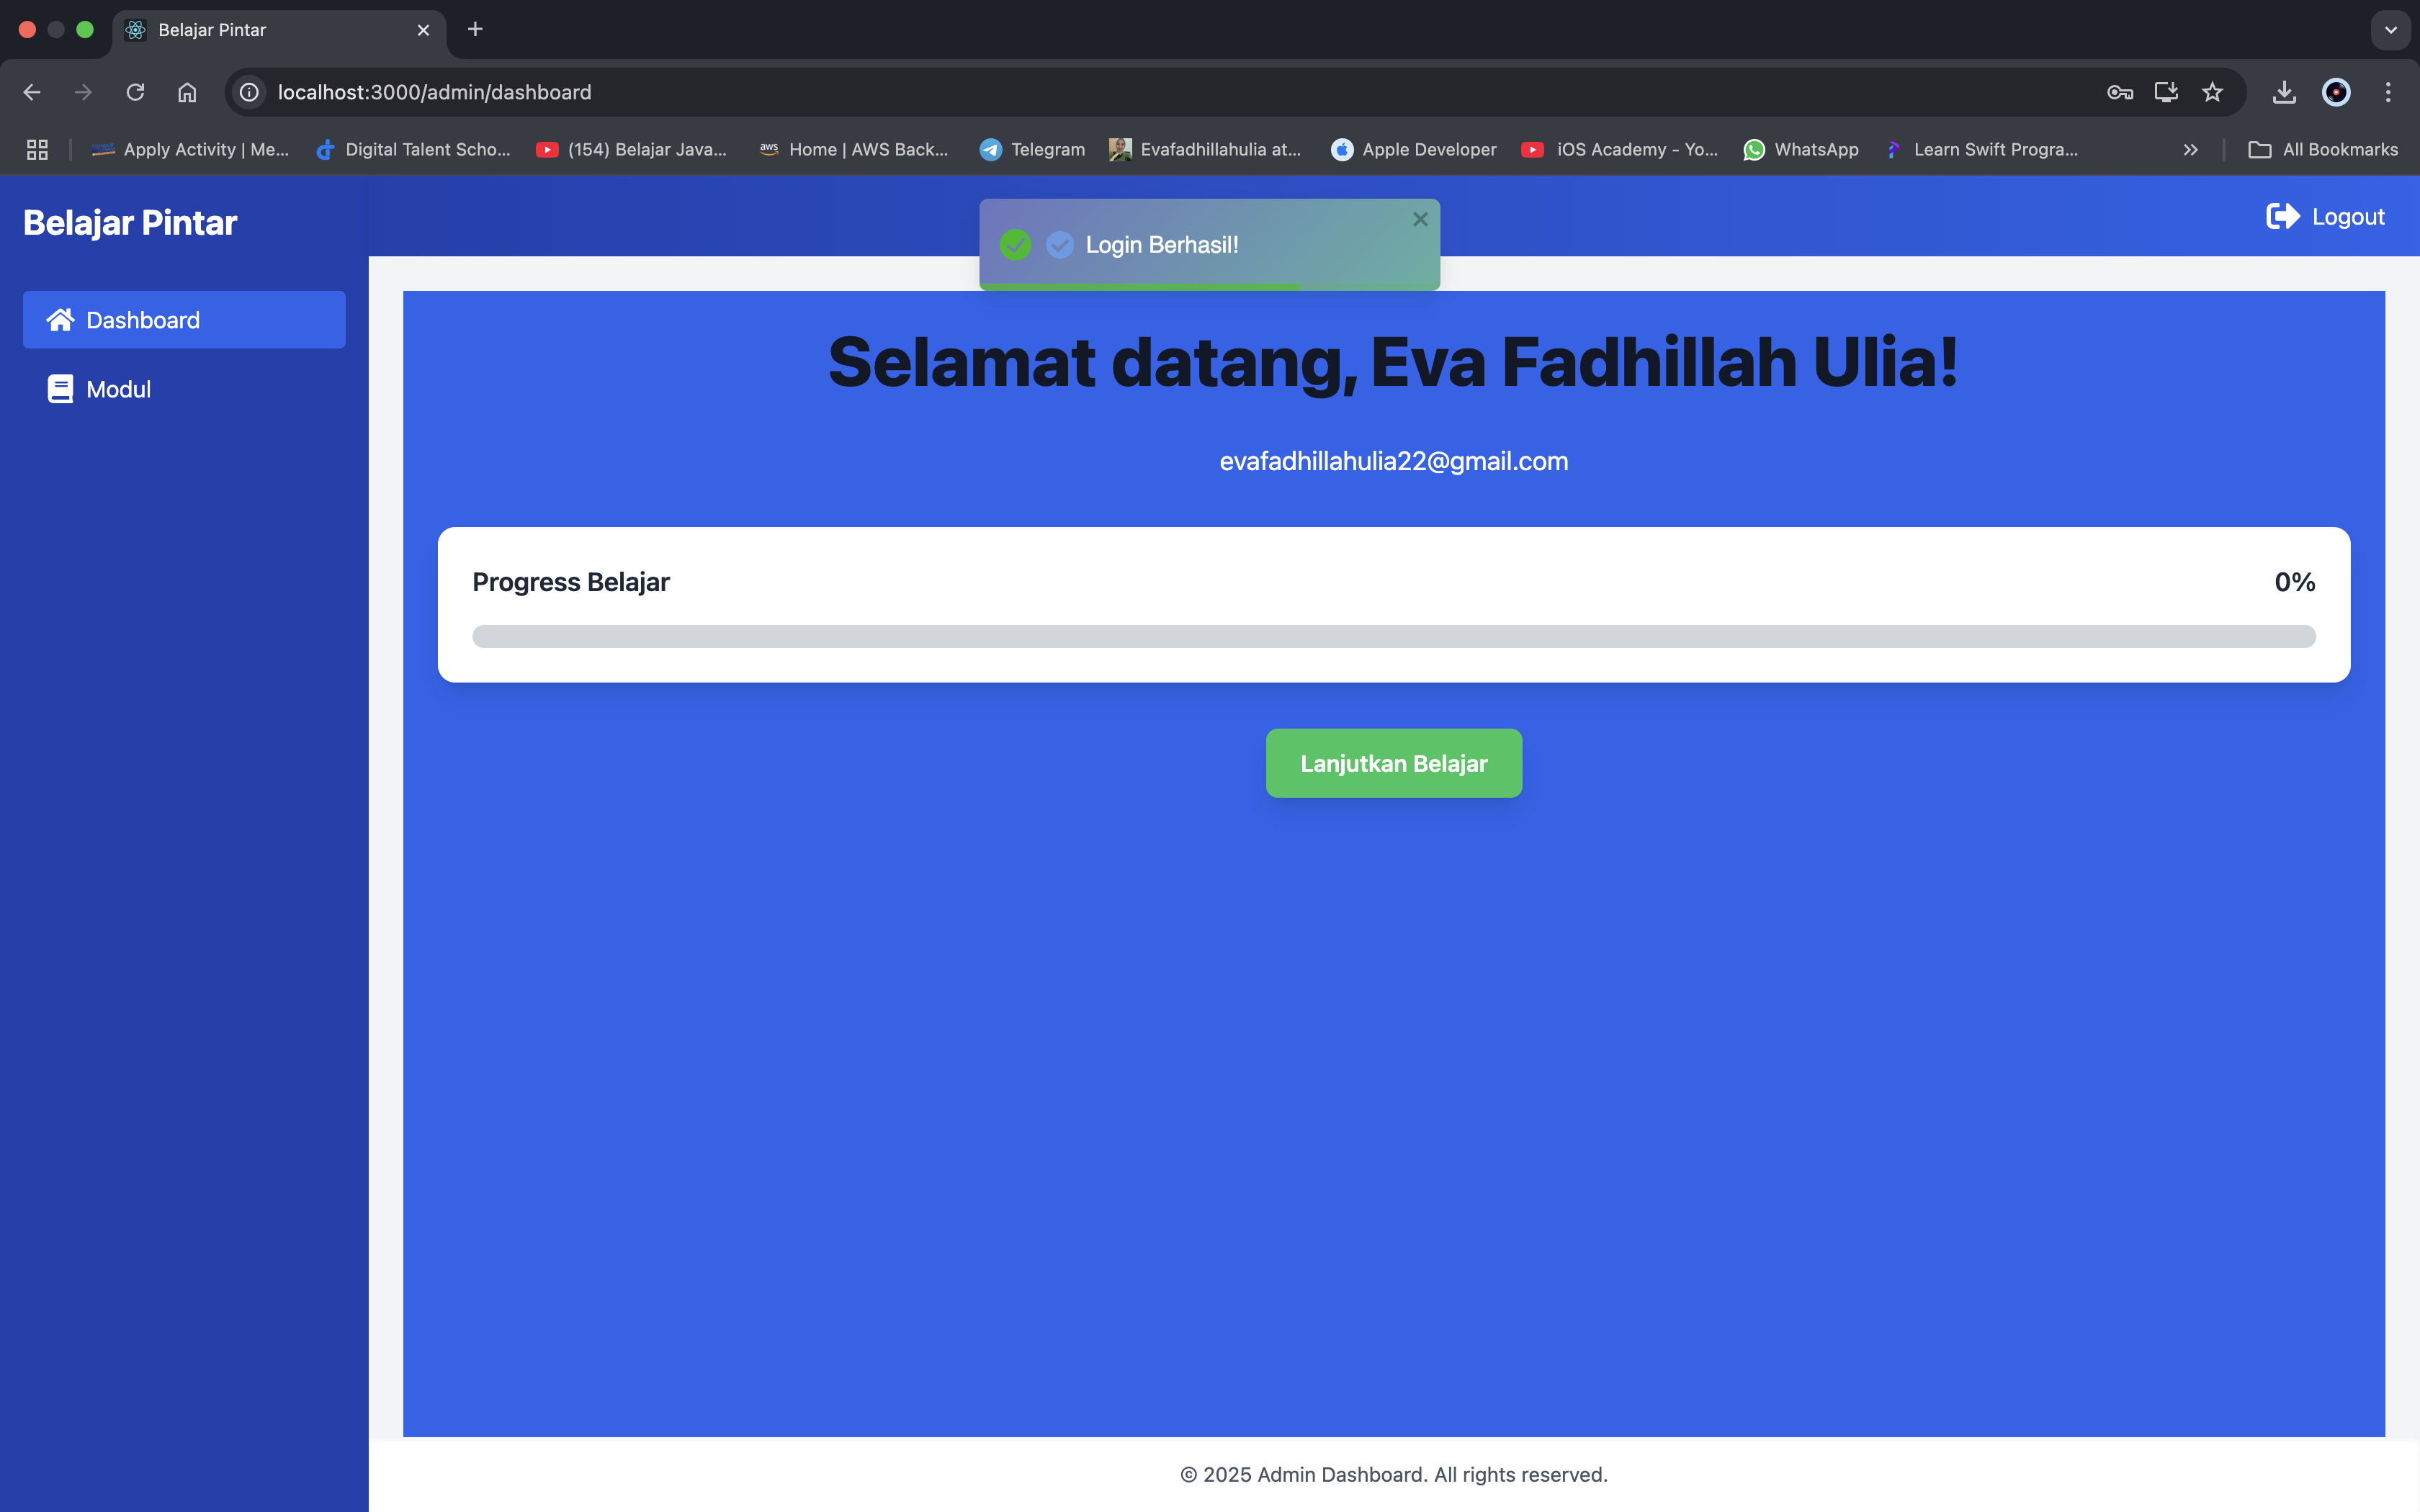 Belajar Pintar
localhost:3000/admin/dashboard
Apply Activity | Me...
Digital Talent Scho...
(154) Belajar Java...
aws
Home | AWS Back...
Telegram
Evafadhillahulia at...
Apple Developer
iOS Academy - Yo...
WhatsApp
Learn Swift Progra...
All Bookmarks
Belajar Pintar
Login Berhasil!
Logout
Dashboard
Modul
Selamat datang, Eva Fadhillah Ulia!
evafadhillahulia22@gmail.com
Progress Belajar
0%
Lanjutkan Belajar
© 2025 Admin Dashboard. All rights reserved.